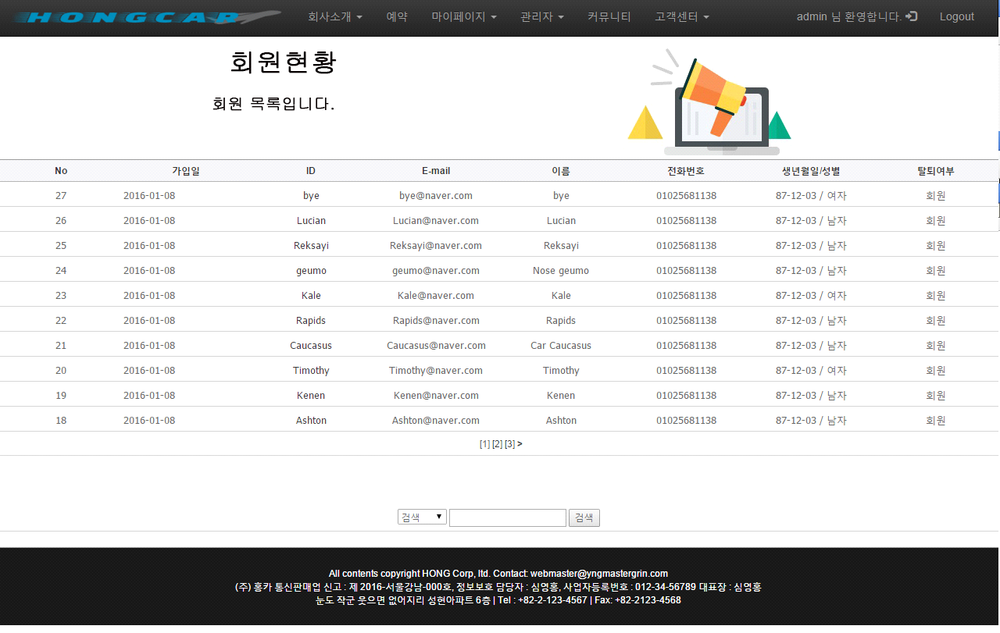 HONGCAR 회사소개 예약 마이페이지 관리자 커뮤니티 고객센터 admin 님 환영합니다. Logout
회원현황
회원 목록입니다.
No 가입일 ID E-mail 이름 전화번호 생년월일/성별 탈퇴여부
27 2016-01-08 bye bye@naver.com bye 01025681138 87-12-03 / 여자 회원
26 2016-01-08 Lucian Lucian@naver.com Lucian 01025681138 87-12-03 / 남자 회원
25 2016-01-08 Reksayi Reksayi@naver.com Reksayi 01025681138 87-12-03 / 남자 회원
24 2016-01-08 geumo geumo@naver.com Nose geumo 01025681138 87-12-03 / 남자 회원
23 2016-01-08 Kale Kale@naver.com Kale 01025681138 87-12-03 / 여자 회원
22 2016-01-08 Rapids Rapids@naver.com Rapids 01025681138 87-12-03 / 남자 회원
21 2016-01-08 Caucasus Caucasus@naver.com Car Caucasus 01025681138 87-12-03 / 남자 회원
20 2016-01-08 Timothy Timothy@naver.com Timothy 01025681138 87-12-03 / 여자 회원
19 2016-01-08 Kenen Kenen@naver.com Kenen 01025681138 87-12-03 / 남자 회원
18 2016-01-08 Ashton Ashton@naver.com Ashton 01025681138 87-12-03 / 남자 회원
[1] [2] [3] >
검색 검색
All contents copyright HONG Corp, ltd. Contact: webmaster@yngmastergrin.com
(주) 홍카 통신판매업 신고 : 제 2016-서울강남-000호, 정보보호 담당자 : 심영홍, 사업자등록번호 : 012-34-56789 대표장 : 심영홍
눈도 작군 웃으면 없어지리 성현아파트 6층 | Tel : +82-2-123-4567 | Fax: +82-2123-4568